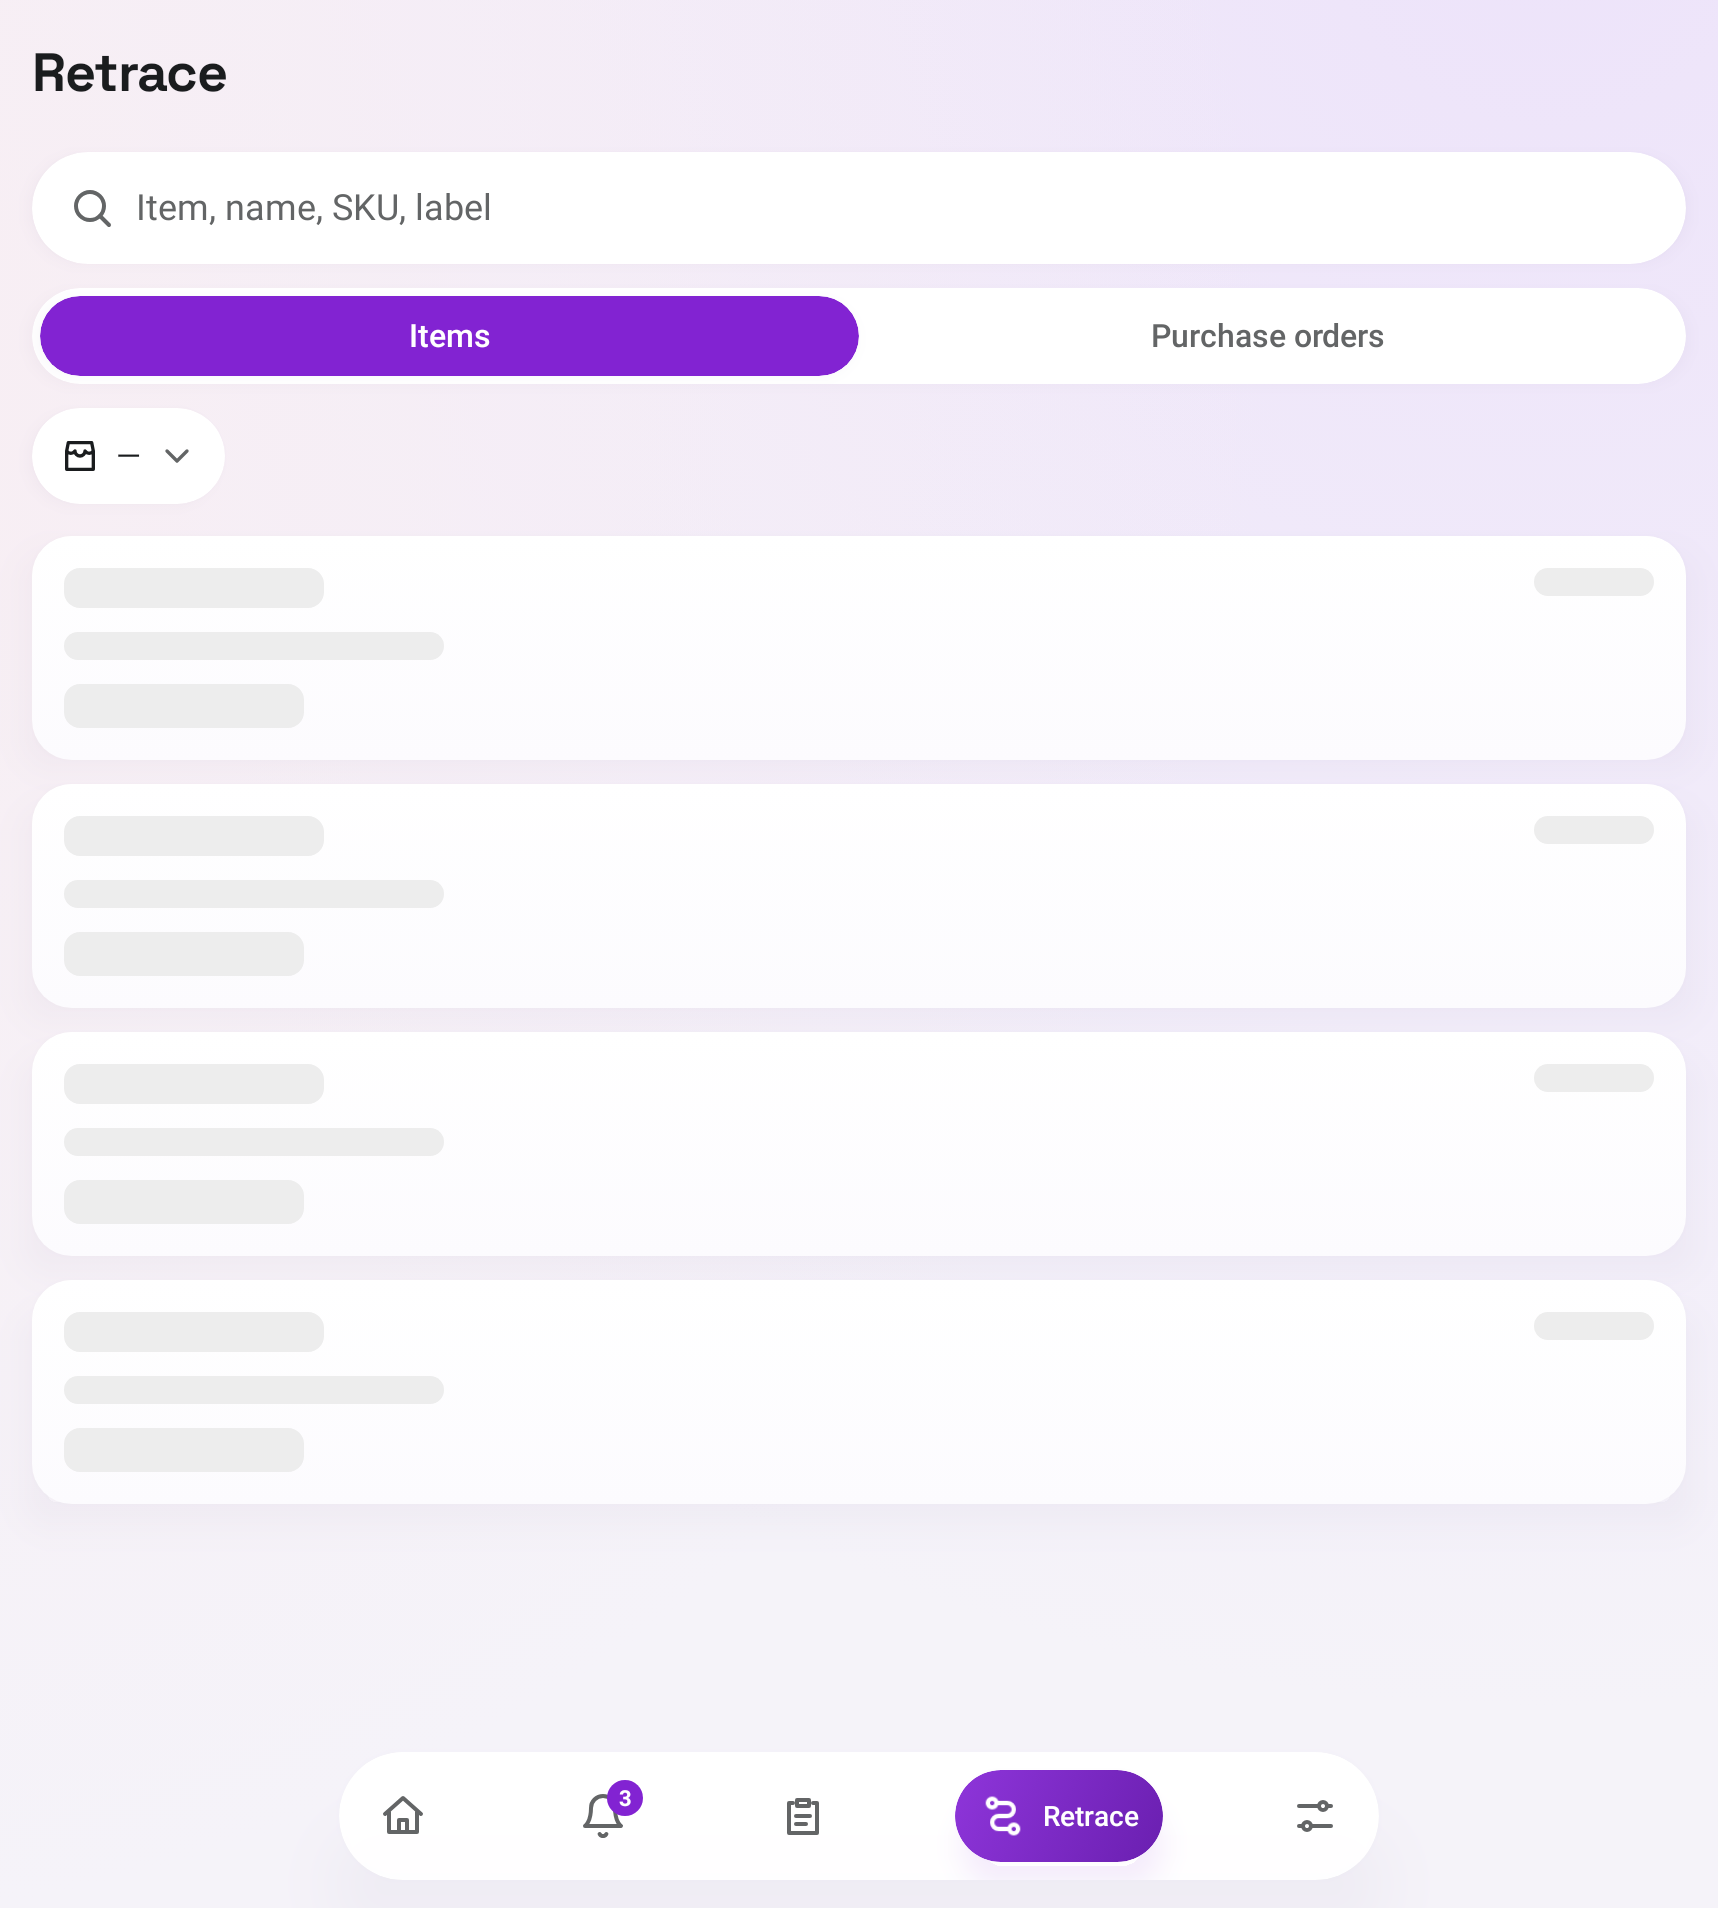 Retrace
Item, name, SKU, label
Items
Purchase orders
–
3
Retrace